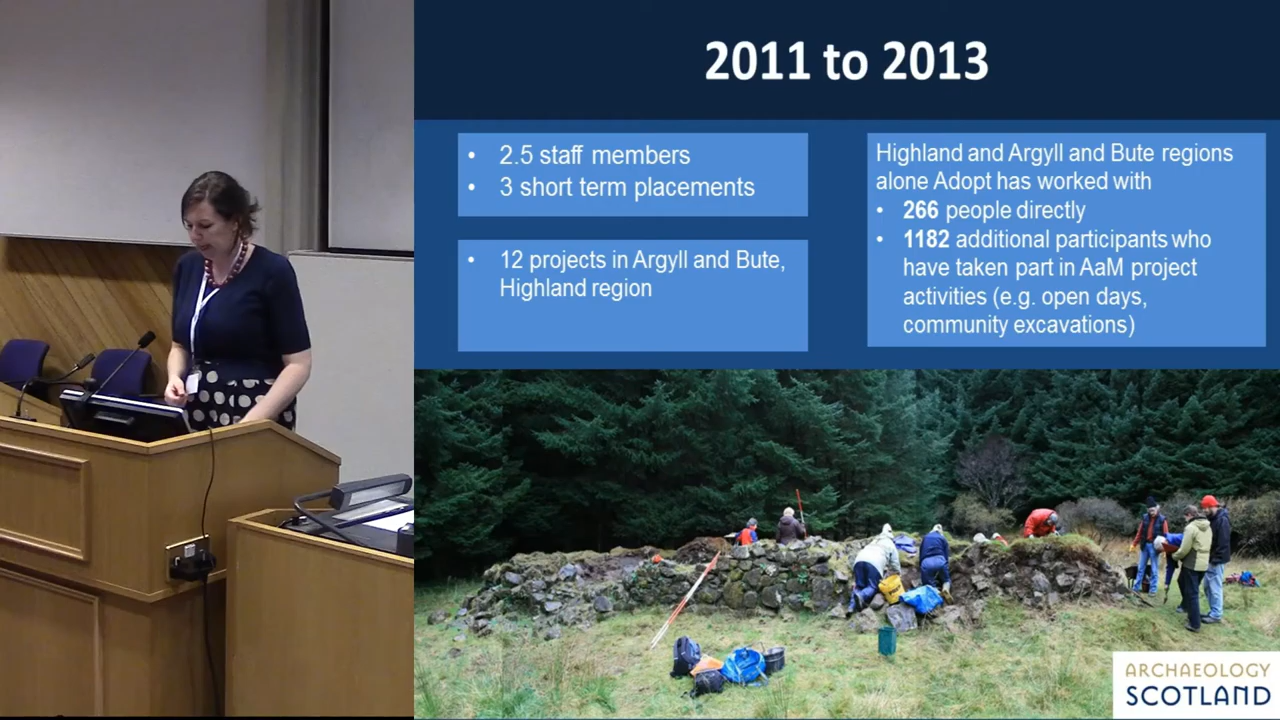 2011 to 2013
• 2.5 staff members
• 3 short term placements
• 12 projects in Argyll and Bute,
Highland region
Highland and Argyll and Bute regions
alone Adopt has worked with
• 266 people directly
• 1182 additional participants who
have taken part in AaM project
activities (e.g. open days,
community excavations)
ARCHAEOLOGY
SCOTLAND